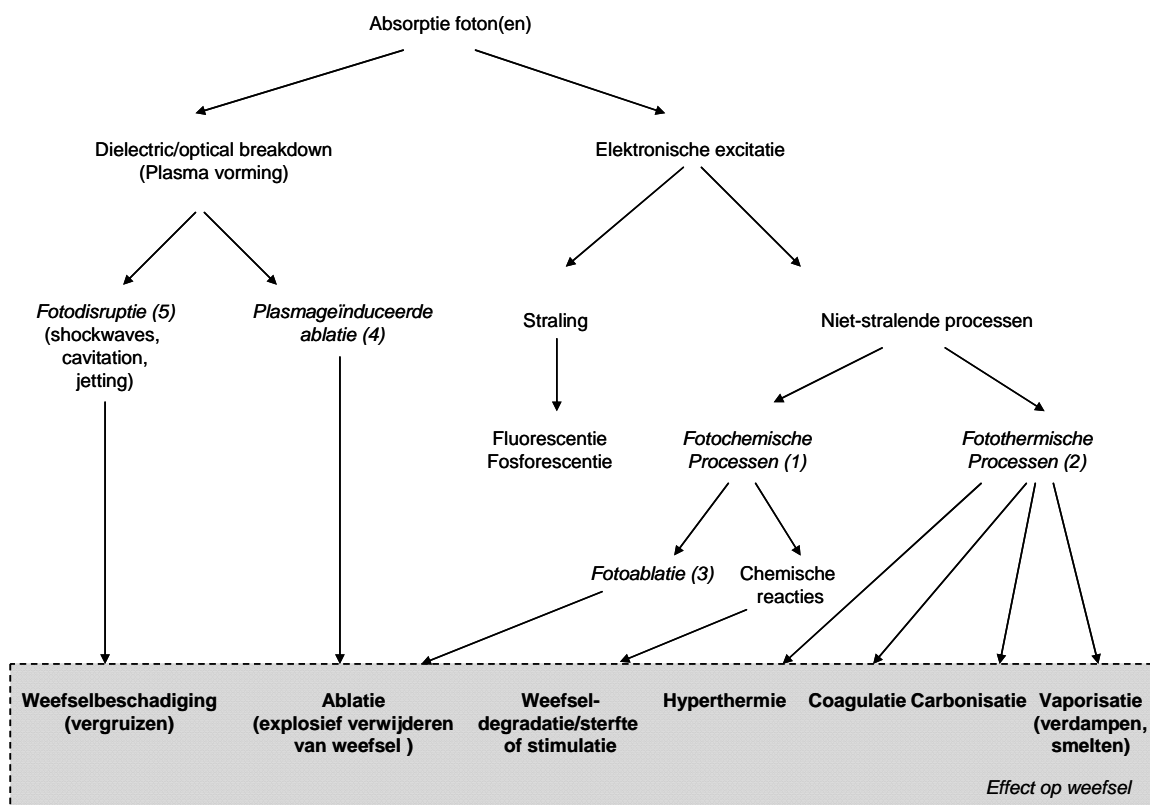 Absorptie foton(en)
Dielectric/optical breakdown
(Plasma vorming)
Elektronische excitatie
Fotodisruptie (5)
(shockwaves,
cavitation,
jetting)
Plasmageïnduceerde
ablatie (4)
Straling
Niet-stralende processen
Fluorescentie
Fosforescentie
Fotochemische
Processen (1)
Fotothermische
Processen (2)
Fotoablatie (3)
Chemische
reacties
Weefselbeschadiging
(vergruizen)
Ablatie
(explosief verwijderen
van weefsel )
Weefsel-
degradatie/sterfte
of stimulatie
Hyperthermie
Coagulatie
Carbonisatie
Vaporisatie
(verdampen,
smelten)
Effect op weefsel